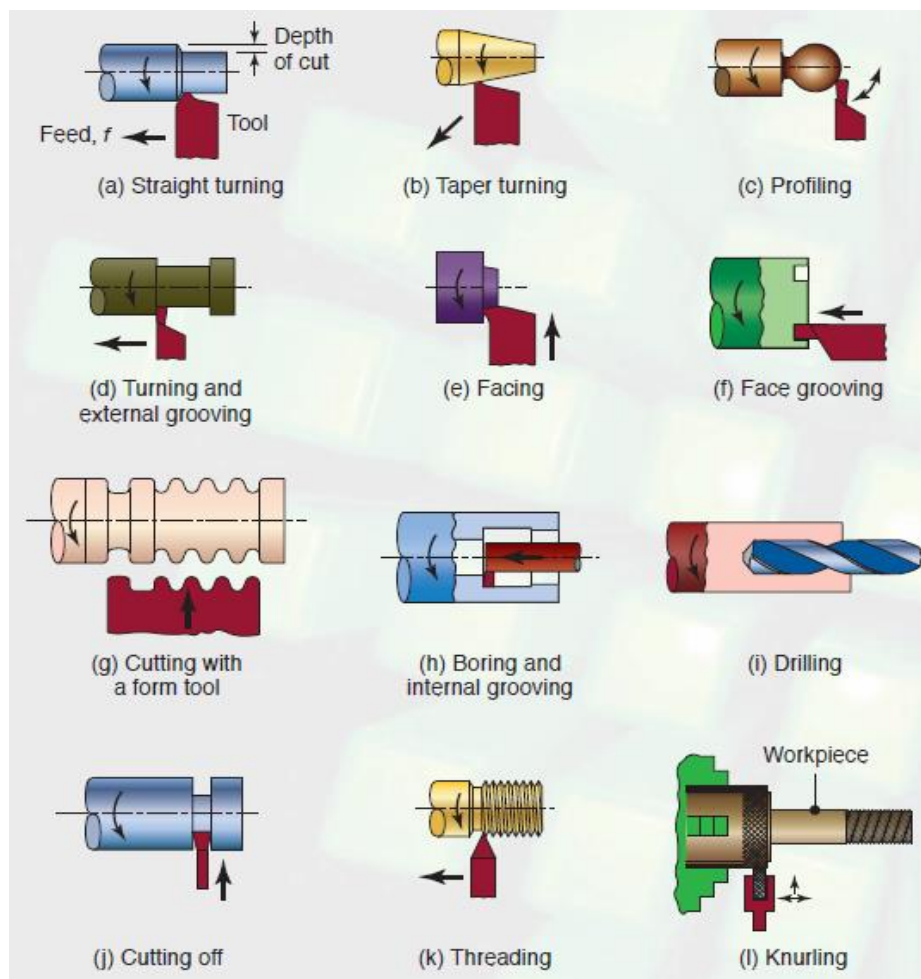 Depth
of cut
Feed, f
Tool
(a) Straight turning
(b) Taper turning
(c) Profiling
(d) Turning and
external grooving
(e) Facing
(f) Face grooving
(g) Cutting with
a form tool
(h) Boring and
internal grooving
(i) Drilling
Workpiece
(j) Cutting off
(k) Threading
(l) Knurling